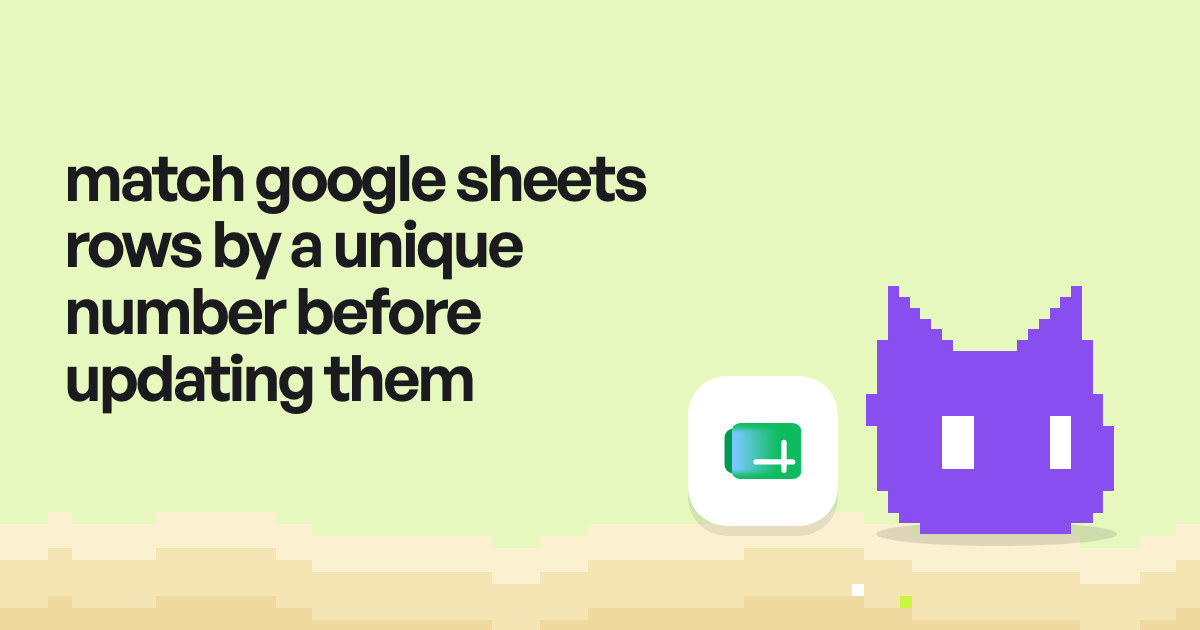 match google sheets
rows by a unique
number before
updating them